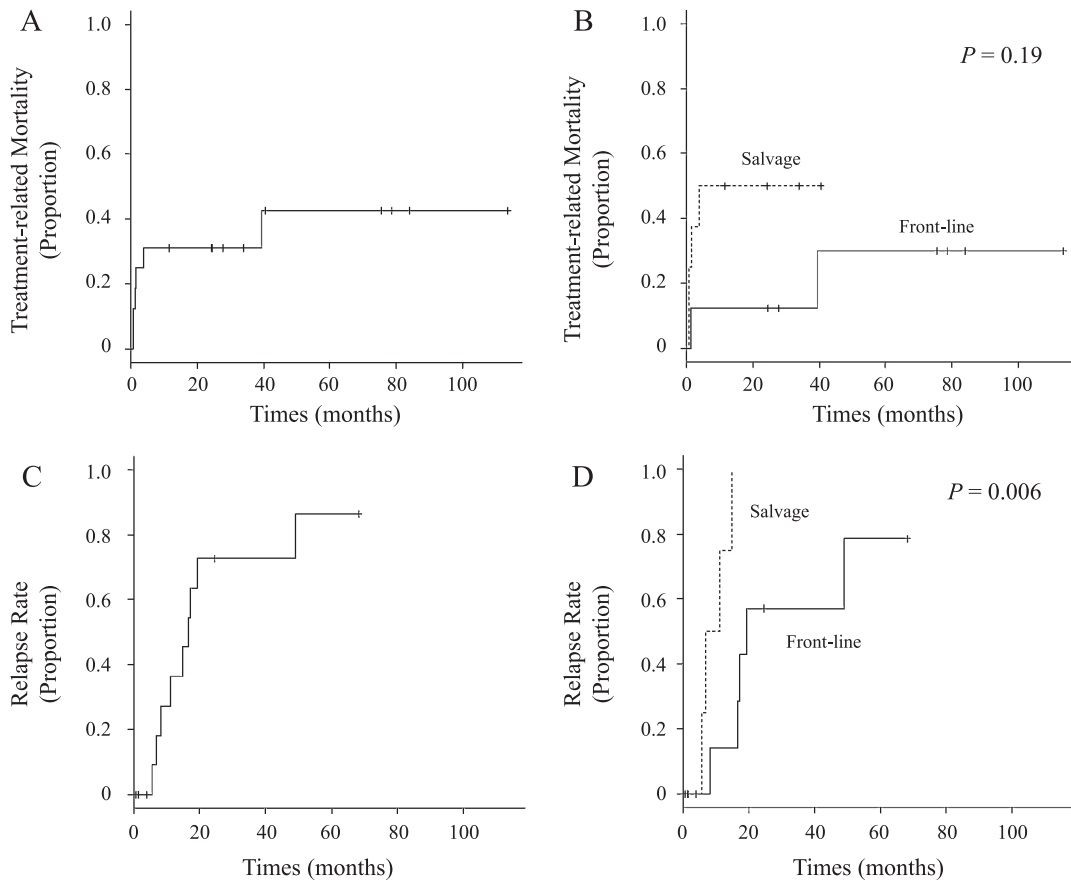 A
Treatment-related Mortality
(Proportion)
1.0
0.8
0.6
0.4
0.2
0
0 20 40 60 80 100
Times (months)
B
Treatment-related Mortality
(Proportion)
1.0
0.8
0.6
0.4
0.2
0
P = 0.19
Salvage
Front-line
0 20 40 60 80 100
Times (months)
C
Relapse Rate
(Proportion)
1.0
0.8
0.6
0.4
0.2
0
0 20 40 60 80 100
Times (months)
D
Relapse Rate
(Proportion)
1.0
0.8
0.6
0.4
0.2
0
P = 0.006
Salvage
Front-line
0 20 40 60 80 100
Times (months)